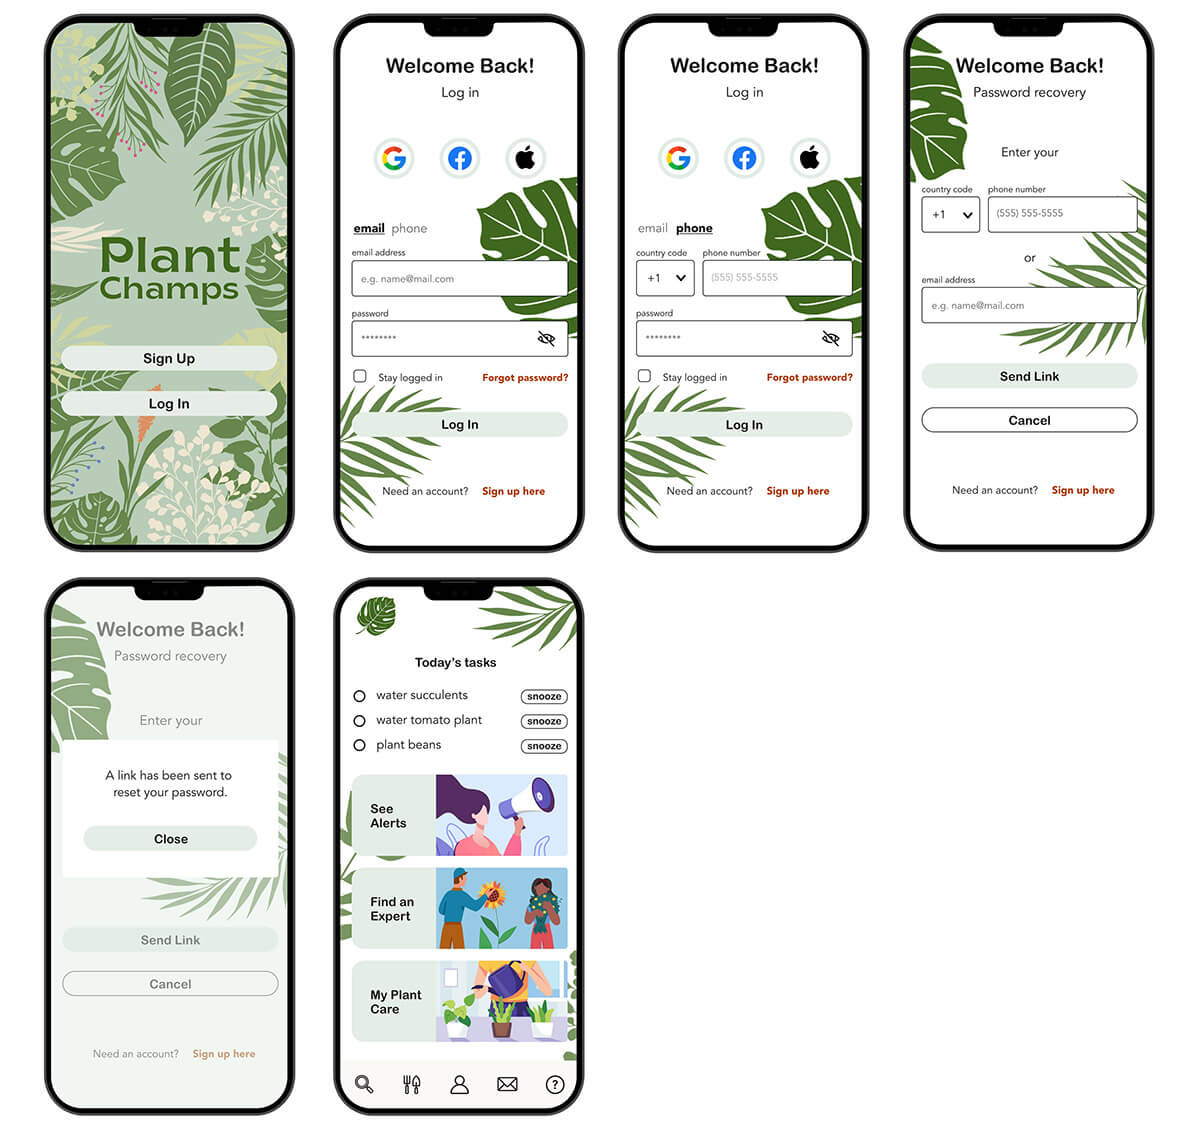 Plant
Champs
Sign Up
Log In
Welcome Back!
Log in
email phone
email address
e.g. name@mail.com
password
********
Stay logged in
Forgot password?
Log In
Need an account? Sign up here
Welcome Back!
Log in
email phone
country code phone number
+1 (555) 555-5555
password
********
Stay logged in
Forgot password?
Log In
Need an account? Sign up here
Welcome Back!
Password recovery
Enter your
country code phone number
+1 (555) 555-5555
or
email address
e.g. name@mail.com
Send Link
Cancel
Need an account? Sign up here
Welcome Back!
Password recovery
Enter your
A link has been sent to
reset your password.
Close
Send Link
Cancel
Need an account? Sign up here
Today's tasks
water succulents snooze
water tomato plant snooze
plant beans snooze
See
Alerts
Find an
Expert
My Plant
Care
?